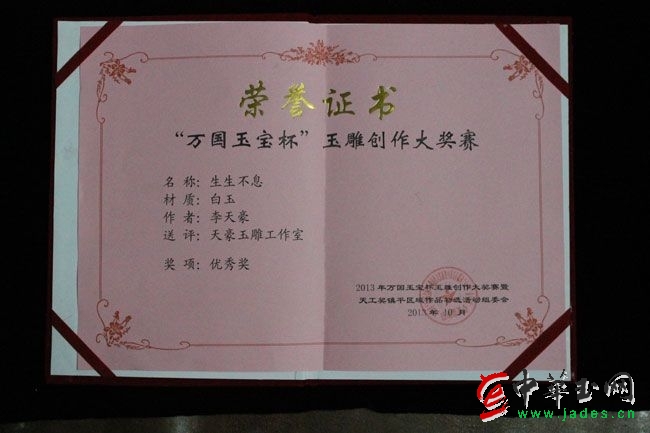 荣誉证书
“万国玉宝杯”玉雕创作大奖赛
名 称：生生不息
材 质：白玉
作 者：李天豪
送 评：天豪玉雕工作室
奖 项：优秀奖
2013年万国玉宝杯玉雕创作大奖赛暨
天工奖镇平区域作品初选活动组委会
2013年10月
中華玉网
www.jades.cn